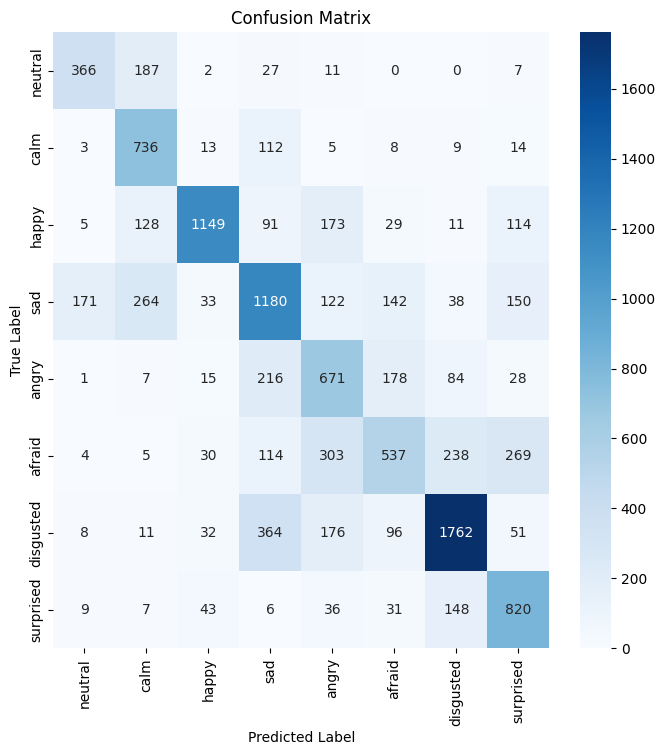 Confusion Matrix
neutral 366 187 2 27 11 0 0 7
calm 3 736 13 112 5 8 9 14
happy 5 128 1149 91 173 29 11 114
sad 171 264 33 1180 122 142 38 150
angry 1 7 15 216 671 178 84 28
afraid 4 5 30 114 303 537 238 269
disgusted 8 11 32 364 176 96 1762 51
surprised 9 7 43 6 36 31 148 820
True Label
neutral calm happy sad angry afraid disgusted surprised
Predicted Label
1600
1400
1200
1000
800
600
400
200
0